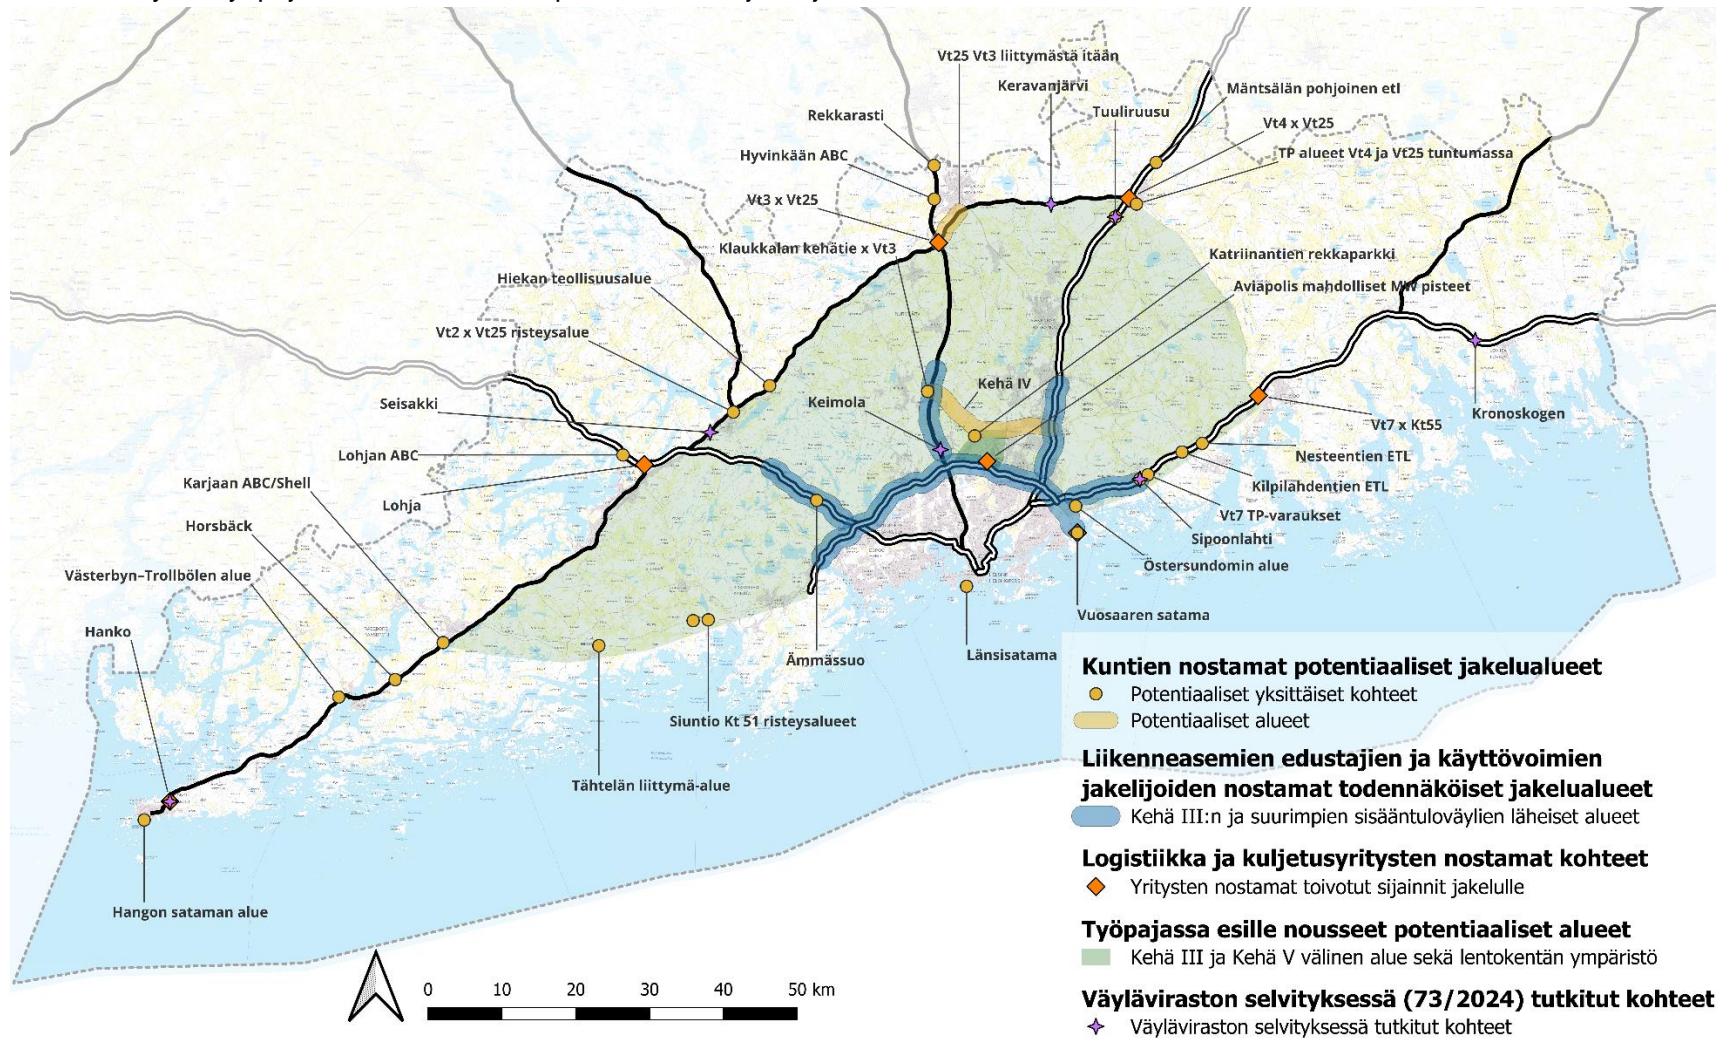 Vt25 Vt3 liittymästä itään
Keravanjärvi
Mäntsälän pohjoinen etl
Rekkarasti
Tuuliruusu
Vt4 x Vt25
Hyvinkään ABC
TP alueet Vt4 ja Vt25 tuntumassa
Vt3 x Vt25
Klaukkalan kehätie x Vt3
Katriinantien rekkaparkki
Hiekan teollisuusalue
Aviapolis mahdolliset MW pisteet
Vt2 x Vt25 risteysalue
Kehä IV
Seisakki
Keimola
Kronoskogen
Vt7 x Kt55
Lohjan ABC
Nesteentien ETL
Karjaan ABC/Shell
Kilpilahdentien ETL
Lohja
Vt7 TP-varaukset
Horsbäck
Sipoonlahti
Östersundomin alue
Västerbyn–Trollbölen alue
Vuosaaren satama
Hanko
Länsisatama
Ämmässuo
Siuntio Kt 51 risteysalueet
Tähtelän liittymä-alue
Hangon sataman alue
0 10 20 30 40 50 km
Kuntien nostamat potentiaaliset jakelualueet
Potentiaaliset yksittäiset kohteet
Potentiaaliset alueet
Liikenneasemien edustajien ja käyttövoimien
jakelijoiden nostamat todennäköiset jakelualueet
Kehä III:n ja suurimpien sisääntuloväylien läheiset alueet
Logistiikka ja kuljetusyritysten nostamat kohteet
Yritysten nostamat toivotut sijainnit jakelulle
Työpajassa esille nousseet potentiaaliset alueet
Kehä III ja Kehä V välinen alue sekä lentokentän ympäristö
Väyläviraston selvityksessä (73/2024) tutkitut kohteet
Väyläviraston selvityksessä tutkitut kohteet